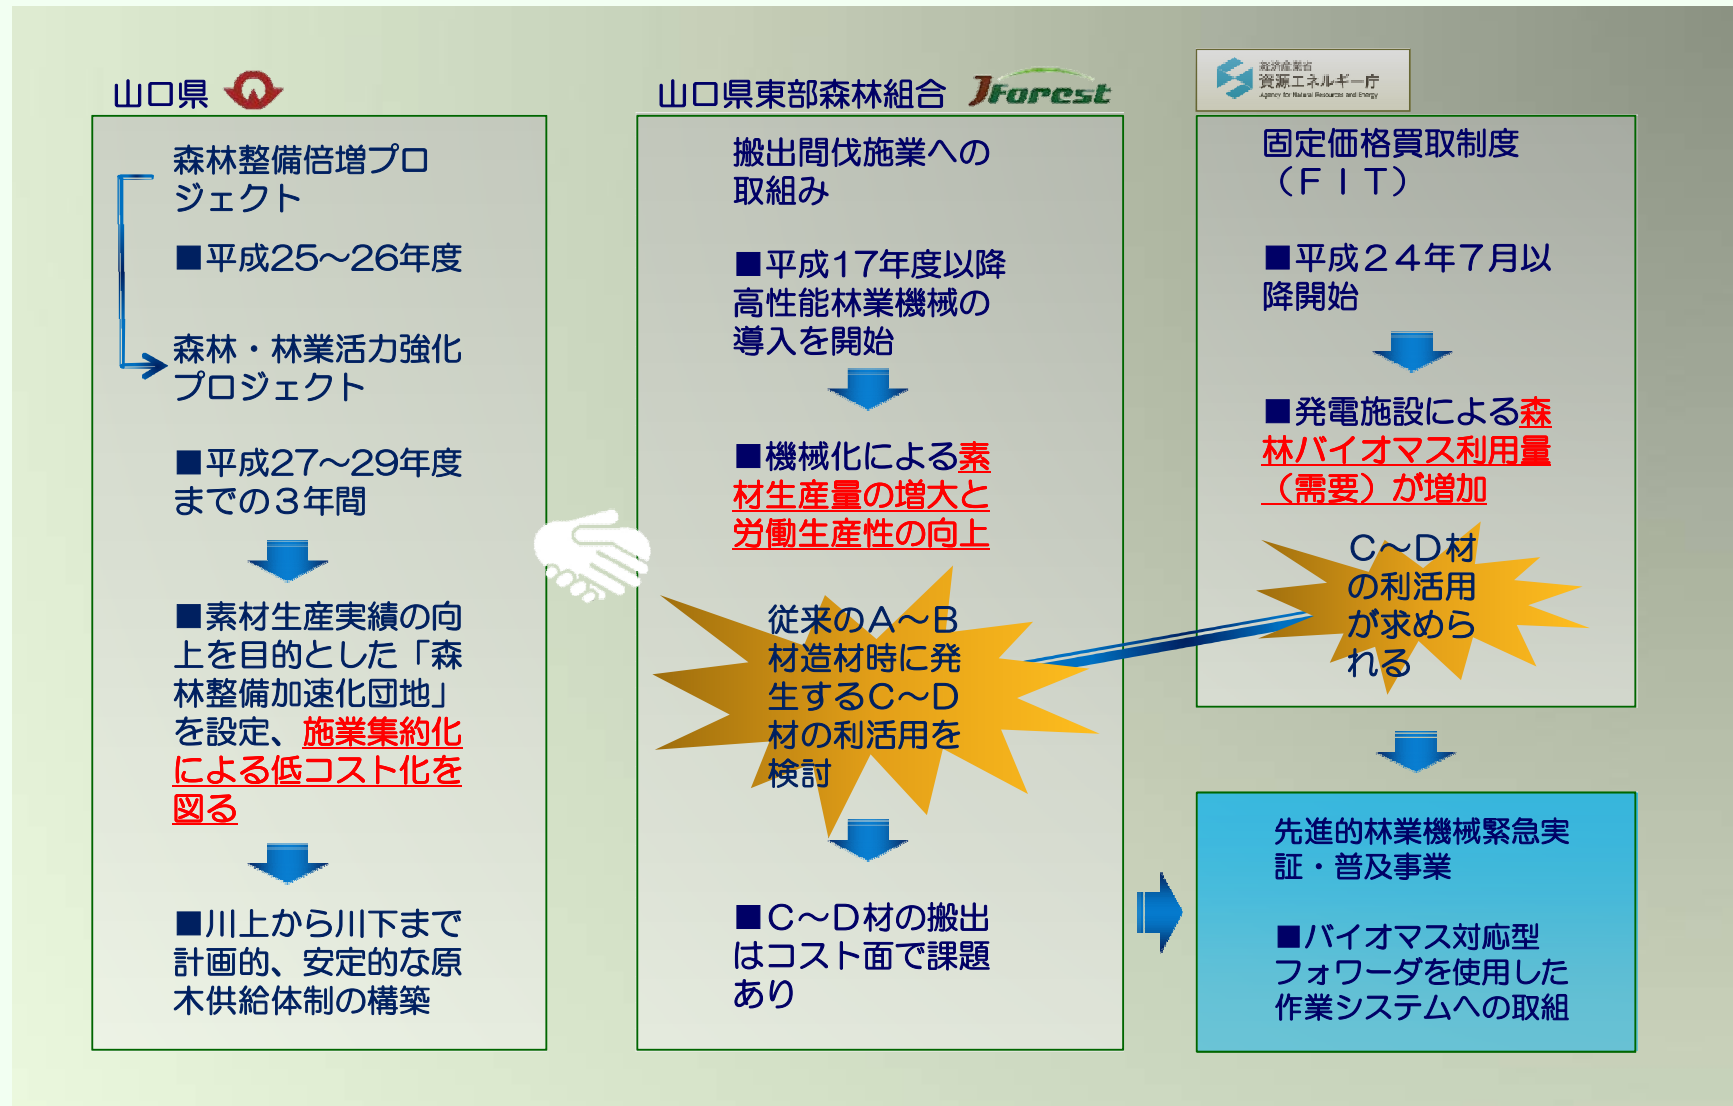 山口県
森林整備倍増プロ
ジェクト
■平成25～26年度
森林・林業活力強化
プロジェクト
■平成27～29年度
までの３年間
■素材生産実績の向
上を目的とした「森
林整備加速化団地」
を設定、施業集約化
による低コスト化を
図る
■川上から川下まで
計画的、安定的な原
木供給体制の構築
山口県東部森林組合
JForest
搬出間伐施業への
取組み
■平成17年度以降
高性能林業機械の
導入を開始
■機械化による素
材生産量の増大と
労働生産性の向上
従来のＡ～Ｂ
材造材時に発
生するＣ～Ｄ
材の利活用を
検討
■Ｃ～Ｄ材の搬出
はコスト面で課題
あり
経済産業省
資源エネルギー庁
Agency for Natural Resources and Energy
固定価格買取制度
（ＦＩＴ）
■平成２４年７月以
降開始
■発電施設による森
林バイオマス利用量
（需要）が増加
Ｃ～Ｄ材
の利活用
が求めら
れる
先進的林業機械緊急実
証・普及事業
■バイオマス対応型
フォワーダを使用した
作業システムへの取組